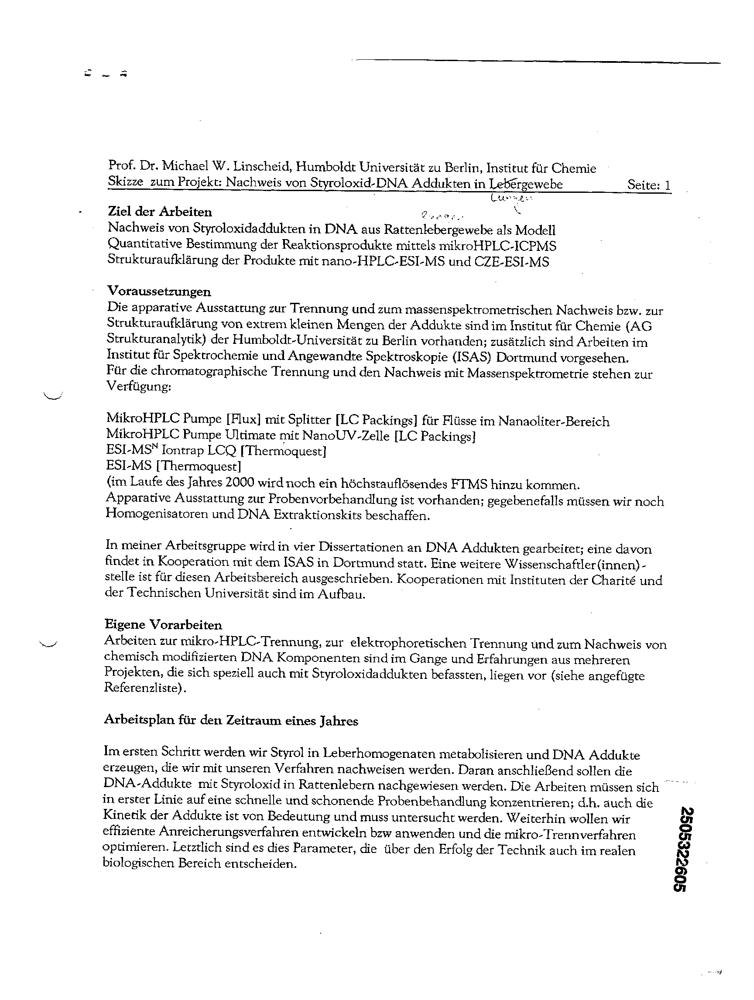 Prof. Dr. Michael W. Linscheid, Humboldt Universität zu Berlin, Institut für Chemie
Skizze zum Projekt: Nachweis von Styroloxid-DNA Addukten in Lebergewebe Seite: 1
Lungen
Ziel der Arbeiten
Nachweis von Styroloxidaddukten in DNA aus Rattenlebergewebe als Modell
Quantitative Bestimmung der Reaktionsprodukte mittels mikroHPLC-ICPMS
Strukturaufklärung der Produkte mit nano-HPLC-ESI-MS und CZE-ESI-MS
Voraussetzungen
Die apparative Ausstattung zur Trennung und zum massenspektrometrischen Nachweis bzw. zur
Strukturaufklärung von extrem kleinen Mengen der Addukte sind im Institut für Chemie (AG
Strukturanalytik) der Humboldt-Universität zu Berlin vorhanden; zusätzlich sind Arbeiten im
Institut für Spektrochemie und Angewandte Spektroskopie (ISAS) Dortmund vorgesehen.
Für die chromatographische Trennung und den Nachweis mit Massenspektrometrie stehen zur
Verfügung:
MikroHPLC Pumpe [Flux] mit Splitter [LC Packings] für Flüsse im Nanaoliter-Bereich
MikroHPLC Pumpe Ultimate mit NanoUV-Zelle [LC Packings]
ESI-MSᴺ Iontrap LCQ [Thermoquest]
ESI-MS [Thermoquest]
(im Laufe des Jahres 2000 wird noch ein höchstauflösendes FTMS hinzu kommen.
Apparative Ausstattung zur Probenvorbehandlung ist vorhanden; gegebenefalls müssen wir noch
Homogenisatoren und DNA Extraktionskits beschaffen.
In meiner Arbeitsgruppe wird in vier Dissertationen an DNA Addukten gearbeitet; eine davon
findet in Kooperation mit dem ISAS in Dortmund statt. Eine weitere Wissenschaftler(innen)-
stelle ist für diesen Arbeitsbereich ausgeschrieben. Kooperationen mit Instituten der Charité und
der Technischen Universität sind im Aufbau.
Eigene Vorarbeiten
Arbeiten zur mikro-HPLC-Trennung, zur elektrophoretischen Trennung und zum Nachweis von
chemisch modifizierten DNA Komponenten sind im Gange und Erfahrungen aus mehreren
Projekten, die sich speziell auch mit Styroloxidaddukten befassten, liegen vor (siehe angefügte
Referenzliste).
Arbeitsplan für den Zeitraum eines Jahres
Im ersten Schritt werden wir Styrol in Leberhomogenaten metabolisieren und DNA Addukte
erzeugen, die wir mit unseren Verfahren nachweisen werden. Daran anschließend sollen die
DNA-Addukte mit Styroloxid in Rattenlebern nachgewiesen werden. Die Arbeiten müssen sich
in erster Linie auf eine schnelle und schonende Probenbehandlung konzentrieren; d.h. auch die
Kinetik der Addukte ist von Bedeutung und muss untersucht werden. Weiterhin wollen wir
effiziente Anreicherungsverfahren entwickeln bzw anwenden und die mikro-Trennverfahren
optimieren. Letztlich sind es dies Parameter, die über den Erfolg der Technik auch im realen
biologischen Bereich entscheiden.
2505322605